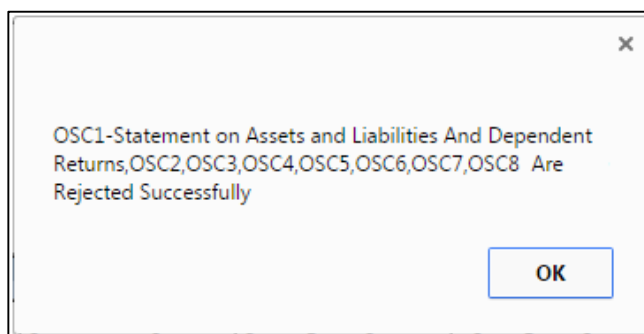 ×
OSC1-Statement on Assets and Liabilities And Dependent
Returns,OSC2,OSC3,OSC4,OSC5,OSC6,OSC7,OSC8  Are
Rejected Successfully
OK